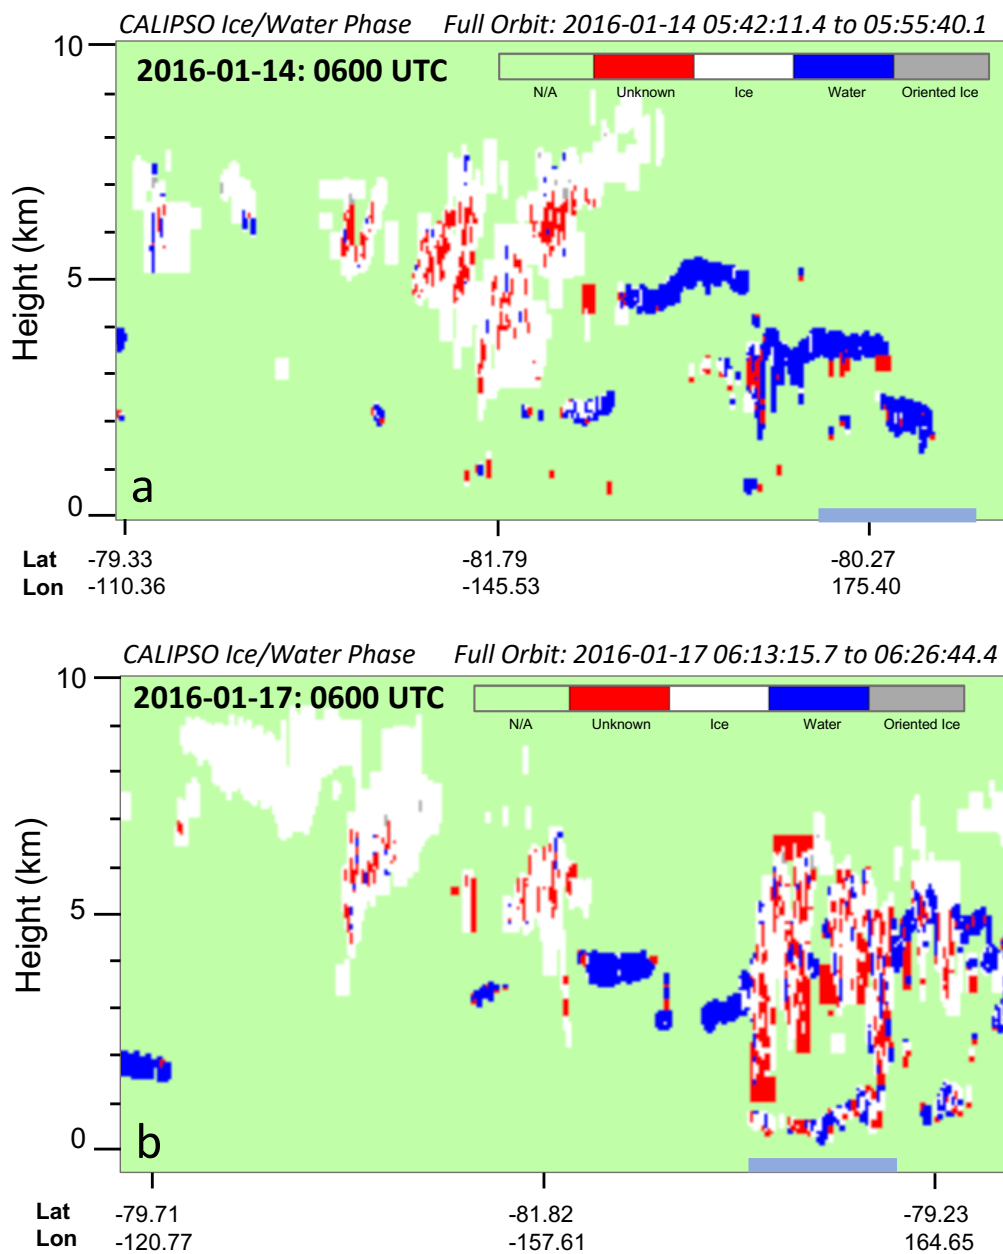 CALIPSO Ice/Water Phase Full Orbit: 2016-01-14 05:42:11.4 to 05:55:40.1
10
2016-01-14: 0600 UTC
N/A Unknown Ice Water Oriented Ice
Height (km)
5
a
0
Lat -79.33 -81.79 -80.27
Lon -110.36 -145.53 175.40
CALIPSO Ice/Water Phase Full Orbit: 2016-01-17 06:13:15.7 to 06:26:44.4
10
2016-01-17: 0600 UTC
N/A Unknown Ice Water Oriented Ice
Height (km)
5
b
0
Lat -79.71 -81.82 -79.23
Lon -120.77 -157.61 164.65